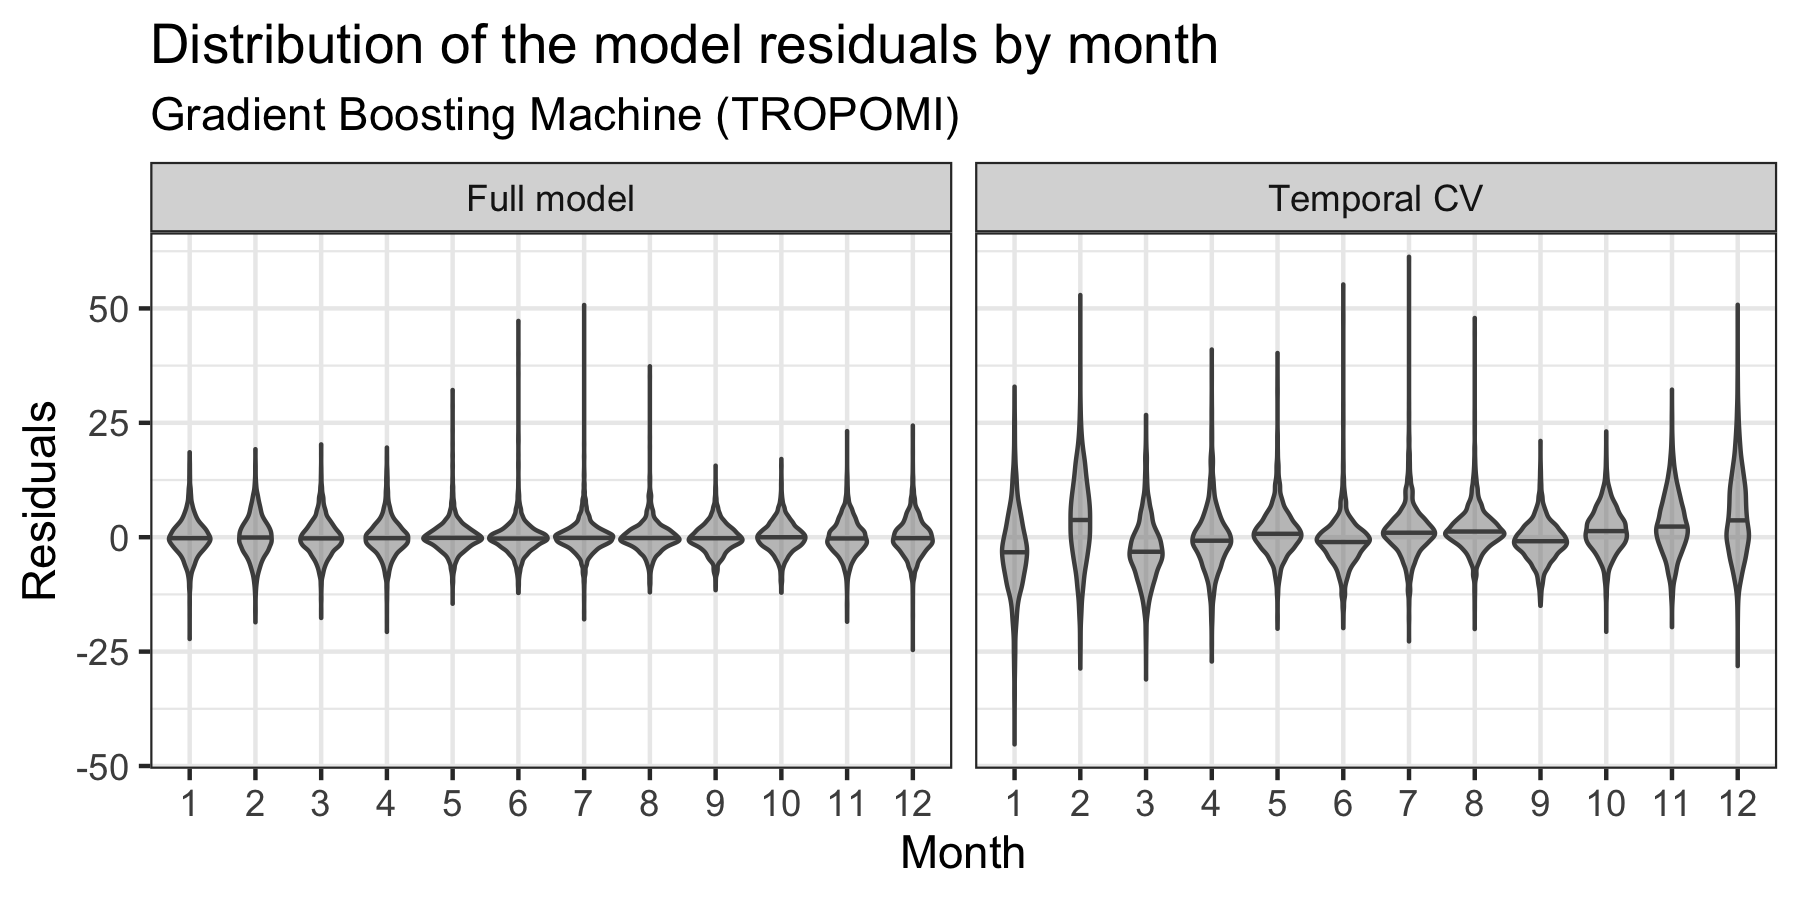 Distribution of the model residuals by month
Gradient Boosting Machine (TROPOMI)
Full model
Temporal CV
Residuals
50
25
0
-25
-50
1 2 3 4 5 6 7 8 9 10 11 12
1 2 3 4 5 6 7 8 9 10 11 12
Month